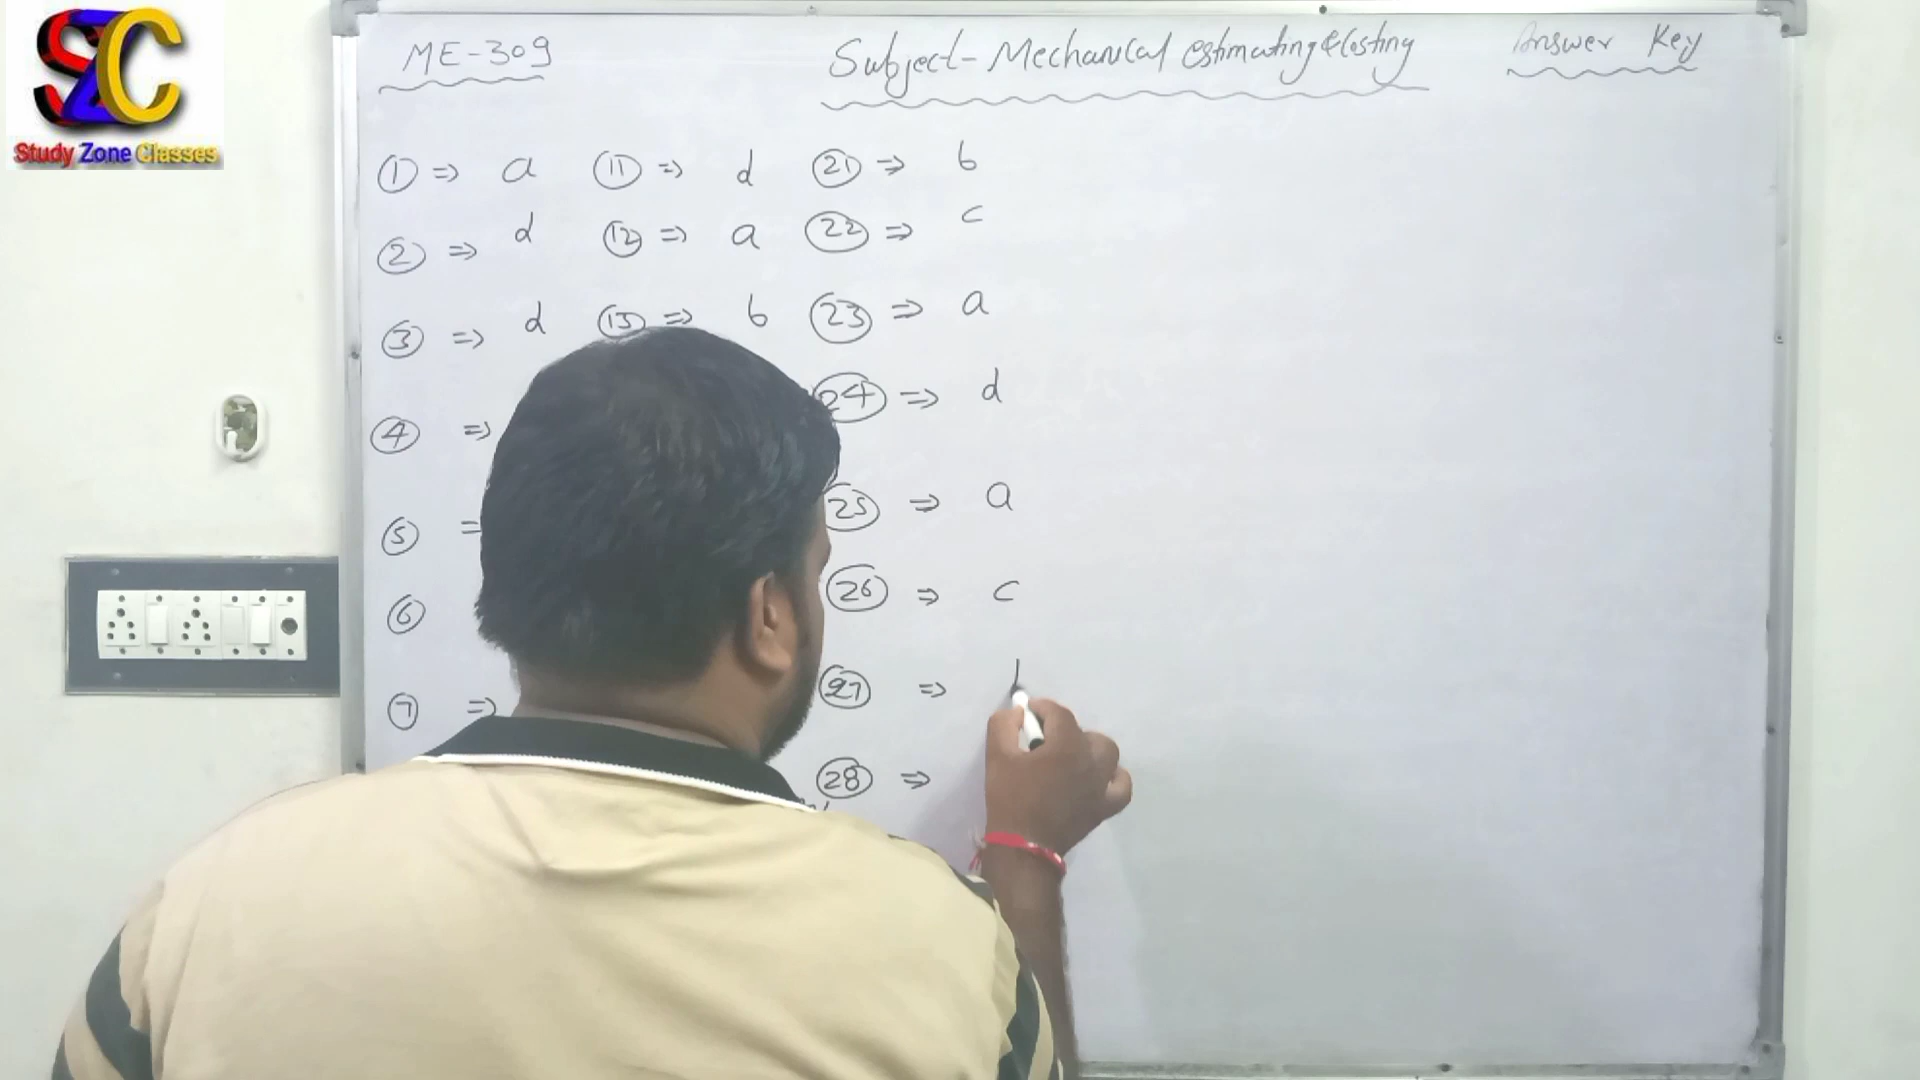 SZC
Study Zone Classes
ME-309 Subject- Mechanical estimating & Costing Answer Key
① => a ⑪ => d ㉑ => b
② => d ⑫ => a ㉒ => c
③ => d ⑬ => b ㉓ => a
④ => ㉔ => d
⑤ = ㉕ => a
⑥ ㉖ => c
⑦ => ㉗ =>
㉘ =>